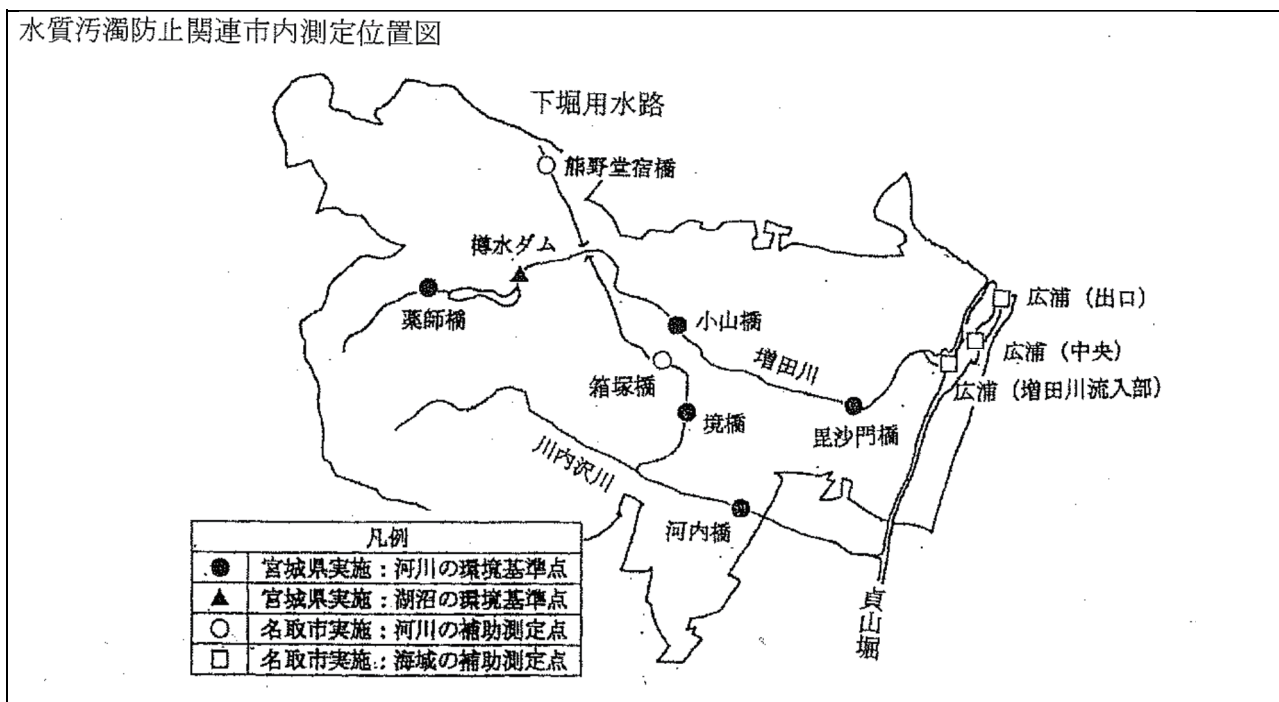 水質汚濁防止関連市内測定位置図
下堀用水路
熊野堂宿橋
樽水ダム
薬師橋
小山橋
広浦（出口）
増田川
広浦（中央）
箱塚橋
広浦（増田川流入部）
境橋
毘沙門橋
川内沢川
河内橋
貞山堀
凡例
● 宮城県実施：河川の環境基準点
▲ 宮城県実施：湖沼の環境基準点
○ 名取市実施：河川の補助測定点
□ 名取市実施：海城の補助測定点